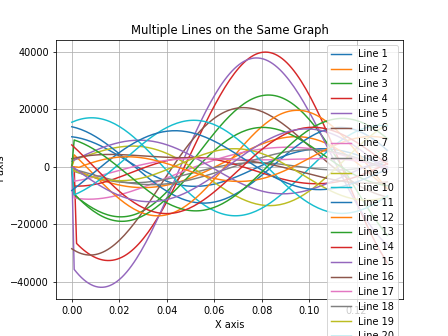 Multiple Lines on the Same Graph
40000
20000
0
−20000
−40000
0.00
0.02
0.04
0.06
0.08
0.10
X axis
Line 1
Line 2
Line 3
Line 4
Line 5
Line 6
Line 7
Line 8
Line 9
Line 10
Line 11
Line 12
Line 13
Line 14
Line 15
Line 16
Line 17
Line 18
Line 19
Line 20